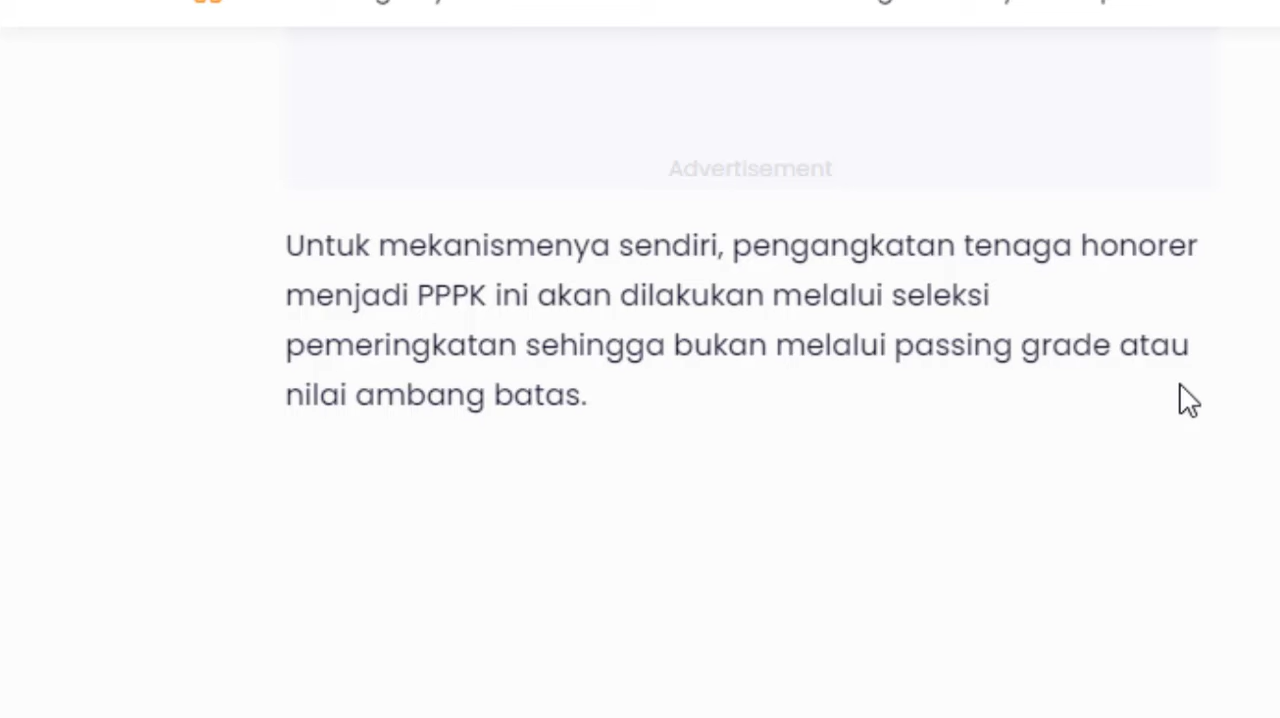 Advertisement
Untuk mekanismenya sendiri, pengangkatan tenaga honorer
menjadi PPPK ini akan dilakukan melalui seleksi
pemeringkatan sehingga bukan melalui passing grade atau
nilai ambang batas.